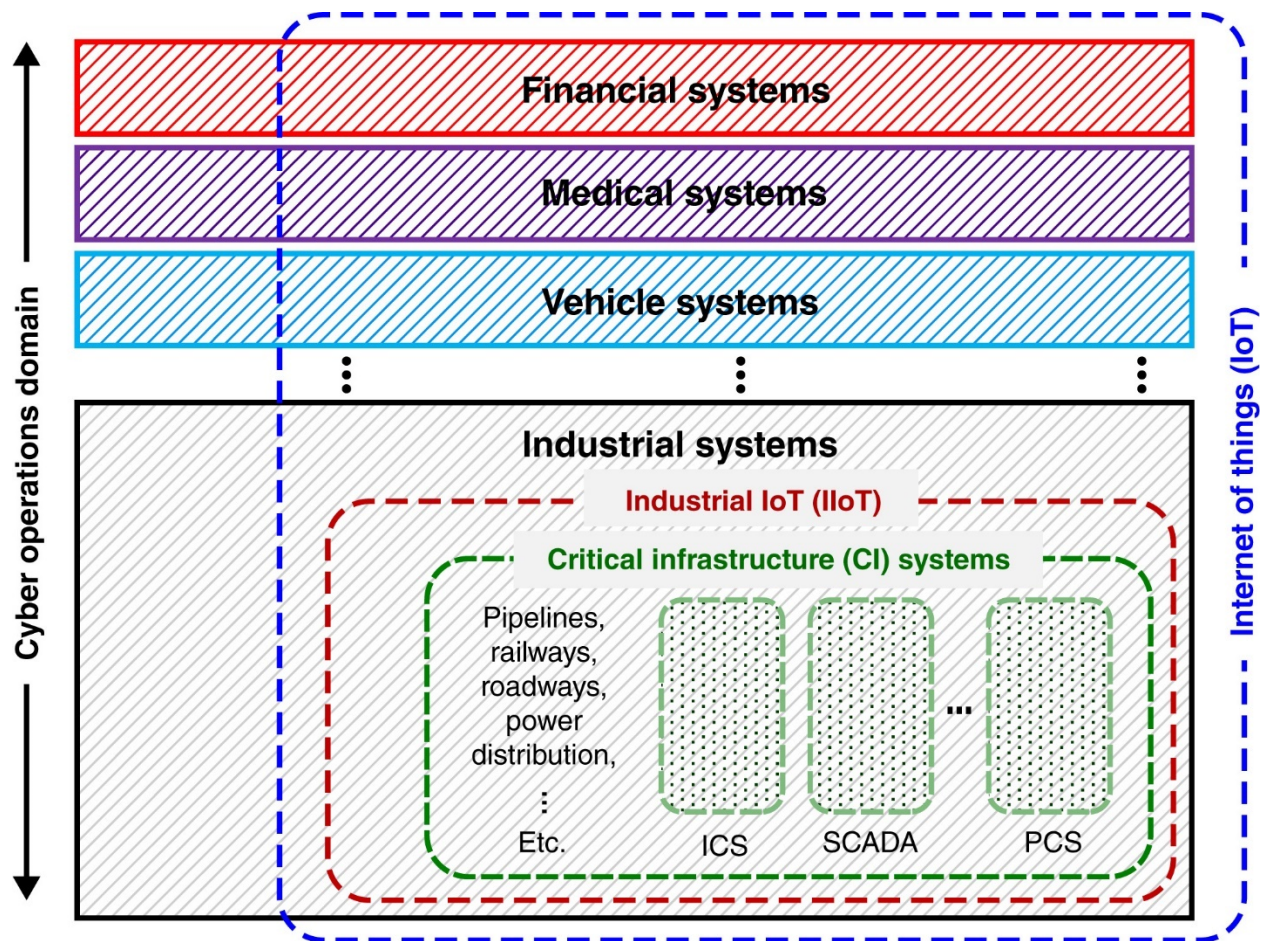 Financial systems
Medical systems
Vehicle systems
Cyber operations domain
Internet of things (IoT)
Industrial systems
Industrial IoT (IIoT)
Critical infrastructure (CI) systems
Pipelines,
railways,
roadways,
power
distribution,
⋮
Etc.
ICS
SCADA
...
PCS